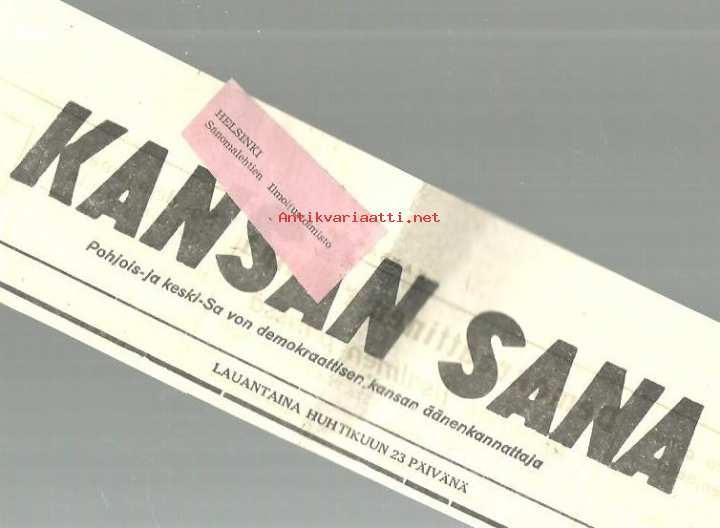 HELSINKI
Sanomalehtien Ilmoitustoimisto
Antikvariaatti.net
KANSAN SANA
Pohjois-ja keski-Sa von demokraattisen kansan äänenkannattaja
LAUANTAINA HUHTIKUUN 23 PÄIVÄNÄ